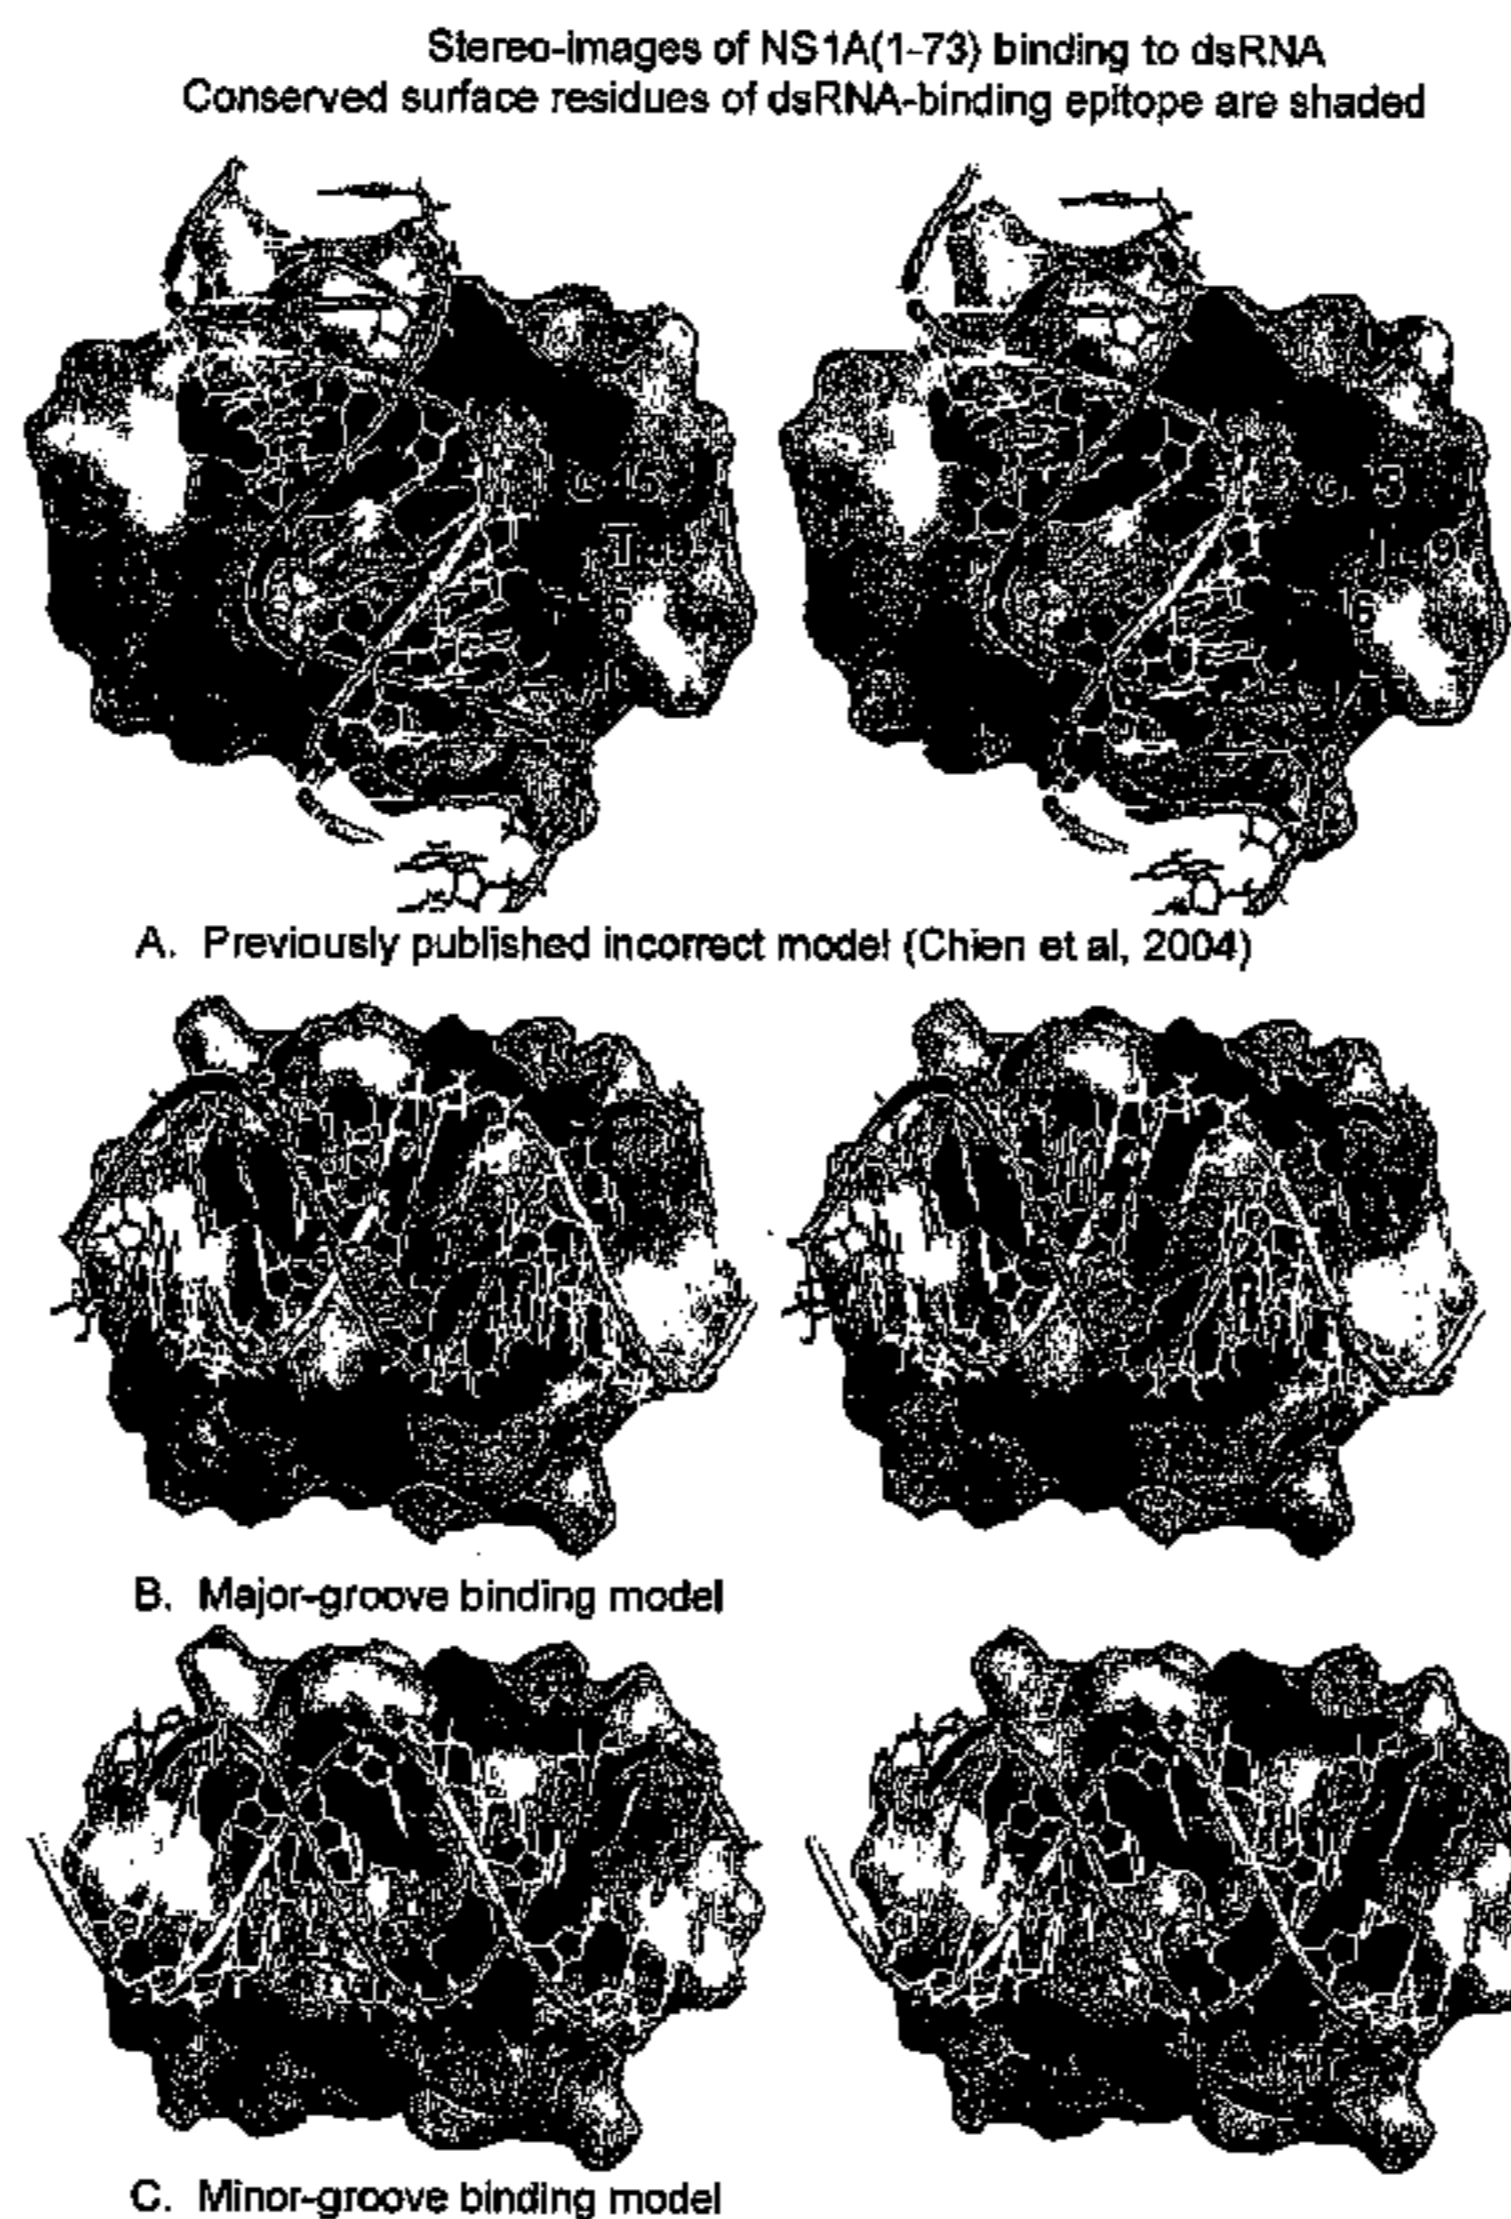 Stereo-images of NS1A(1-73) binding to dsRNA
Conserved surface residues of dsRNA-binding epitope are shaded
A. Previously published incorrect model (Chien et al, 2004)
B. Major-groove binding model
C. Minor-groove binding model